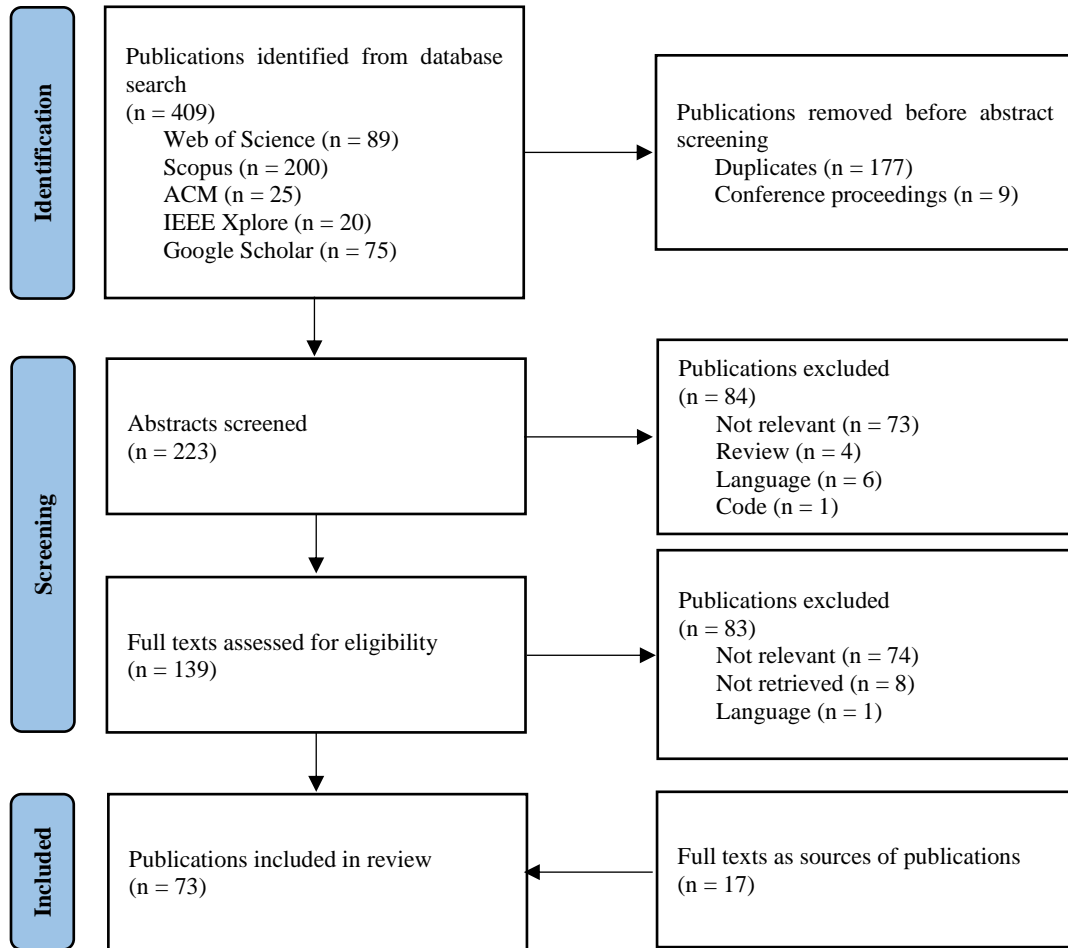 Identification
Publications identified from database
search
(n = 409)
Web of Science (n = 89)
Scopus (n = 200)
ACM (n = 25)
IEEE Xplore (n = 20)
Google Scholar (n = 75)
Publications removed before abstract
screening
Duplicates (n = 177)
Conference proceedings (n = 9)
Screening
Abstracts screened
(n = 223)
Publications excluded
(n = 84)
Not relevant (n = 73)
Review (n = 4)
Language (n = 6)
Code (n = 1)
Full texts assessed for eligibility
(n = 139)
Publications excluded
(n = 83)
Not relevant (n = 74)
Not retrieved (n = 8)
Language (n = 1)
Included
Publications included in review
(n = 73)
Full texts as sources of publications
(n = 17)